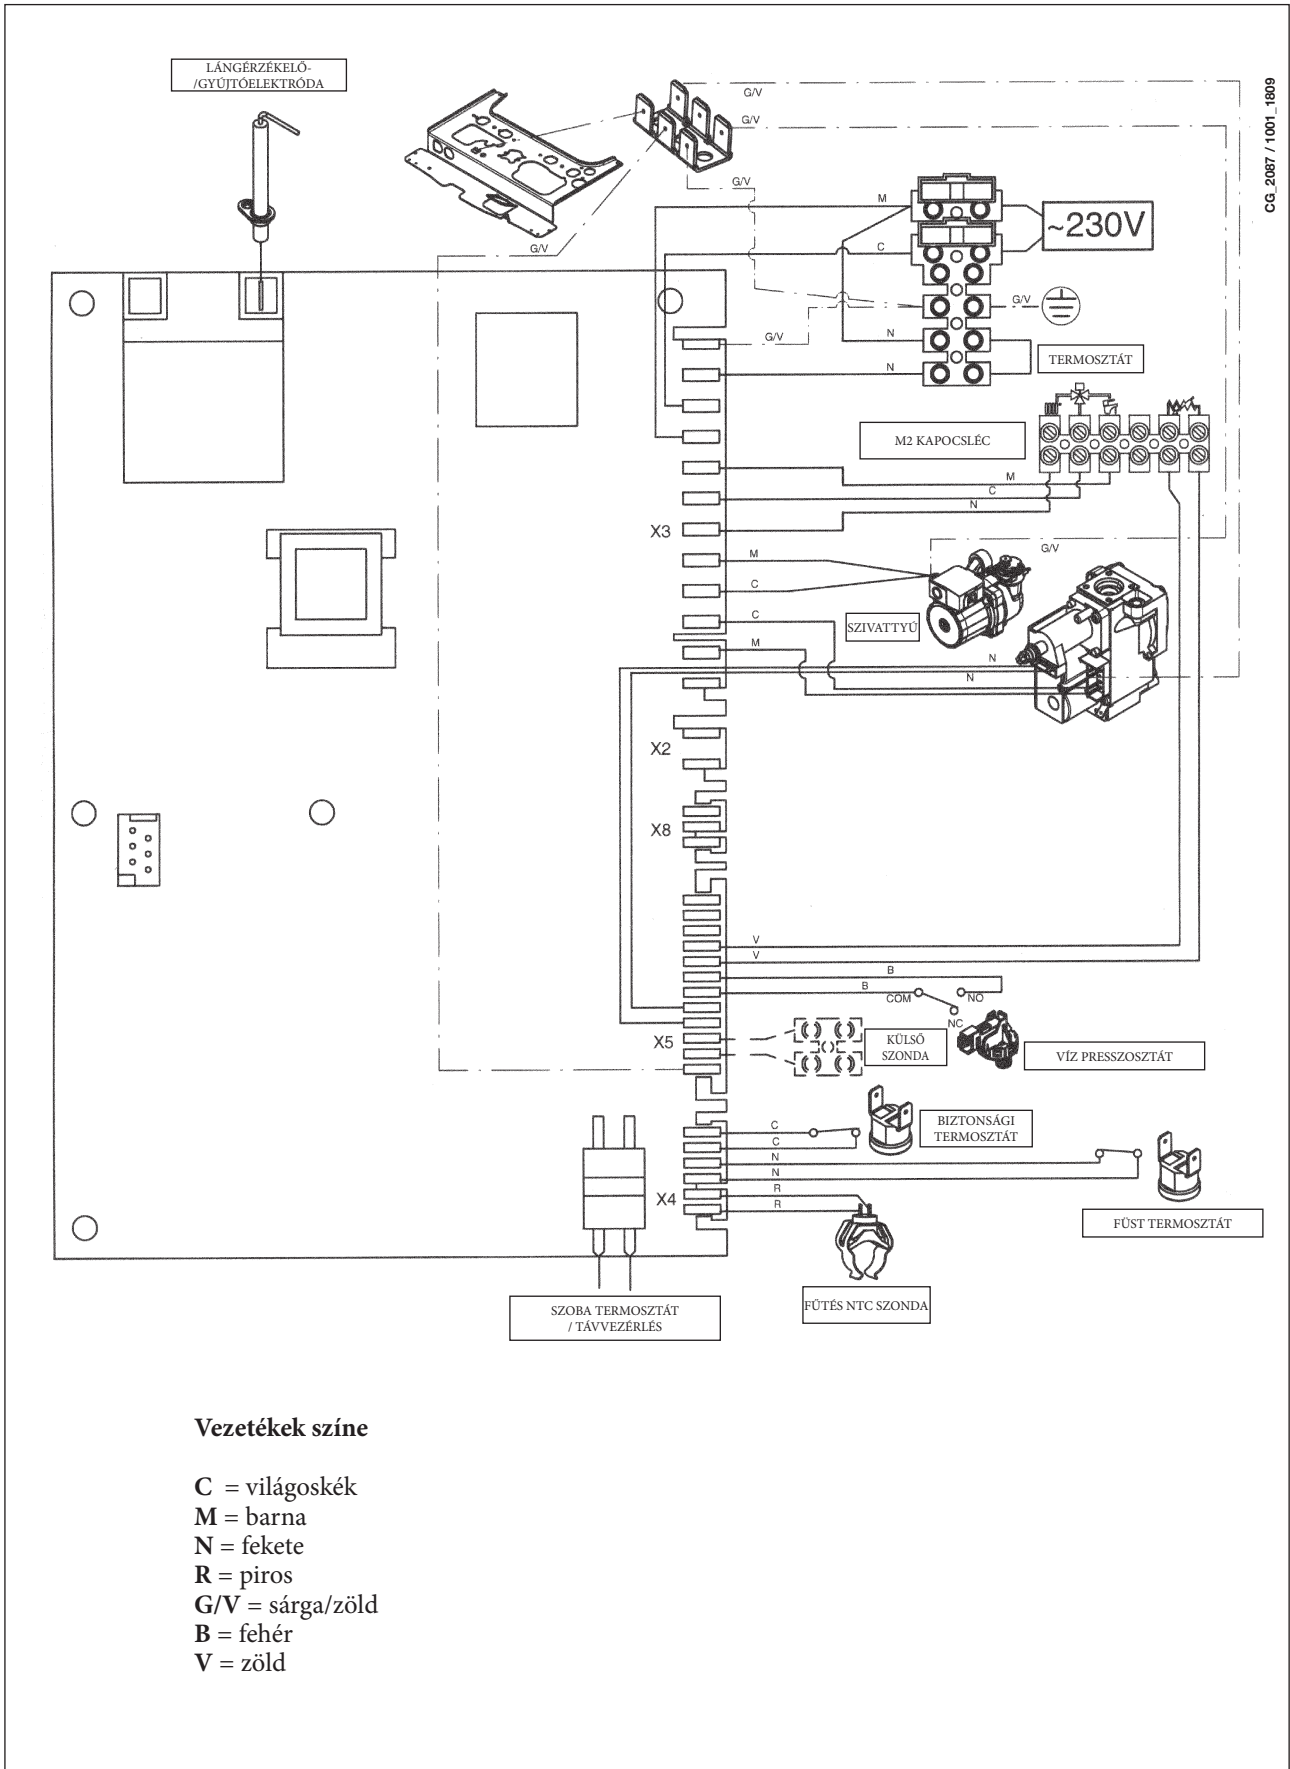 LÁNGÉRZÉKELŐ-
/GYÚJTÓELEKTRÓDA
G/V
G/V
CG_2087 / 1001_1809
G/V
M
~230V
G/V
C
G/V
G/V
N
TERMOSZTÁT
N
M2 KAPOCSLÉC
M
C
N
X3
G/V
M
C
SZIVATTYÚ
C
M
N
N
X2
X8
V
V
B
B
COM
NO
NC
X5
KÜLSŐ
SZONDA
VÍZ PRESSZOSZTÁT
BIZTONSÁGI
TERMOSZTÁT
C
C
N
N
R
X4
R
FÜST TERMOSZTÁT
FŰTÉS NTC SZONDA
SZOBA TERMOSZTÁT
/ TÁVVEZÉRLÉS
Vezetékek színe
C = világoskék
M = barna
N = fekete
R = piros
G/V = sárga/zöld
B = fehér
V = zöld